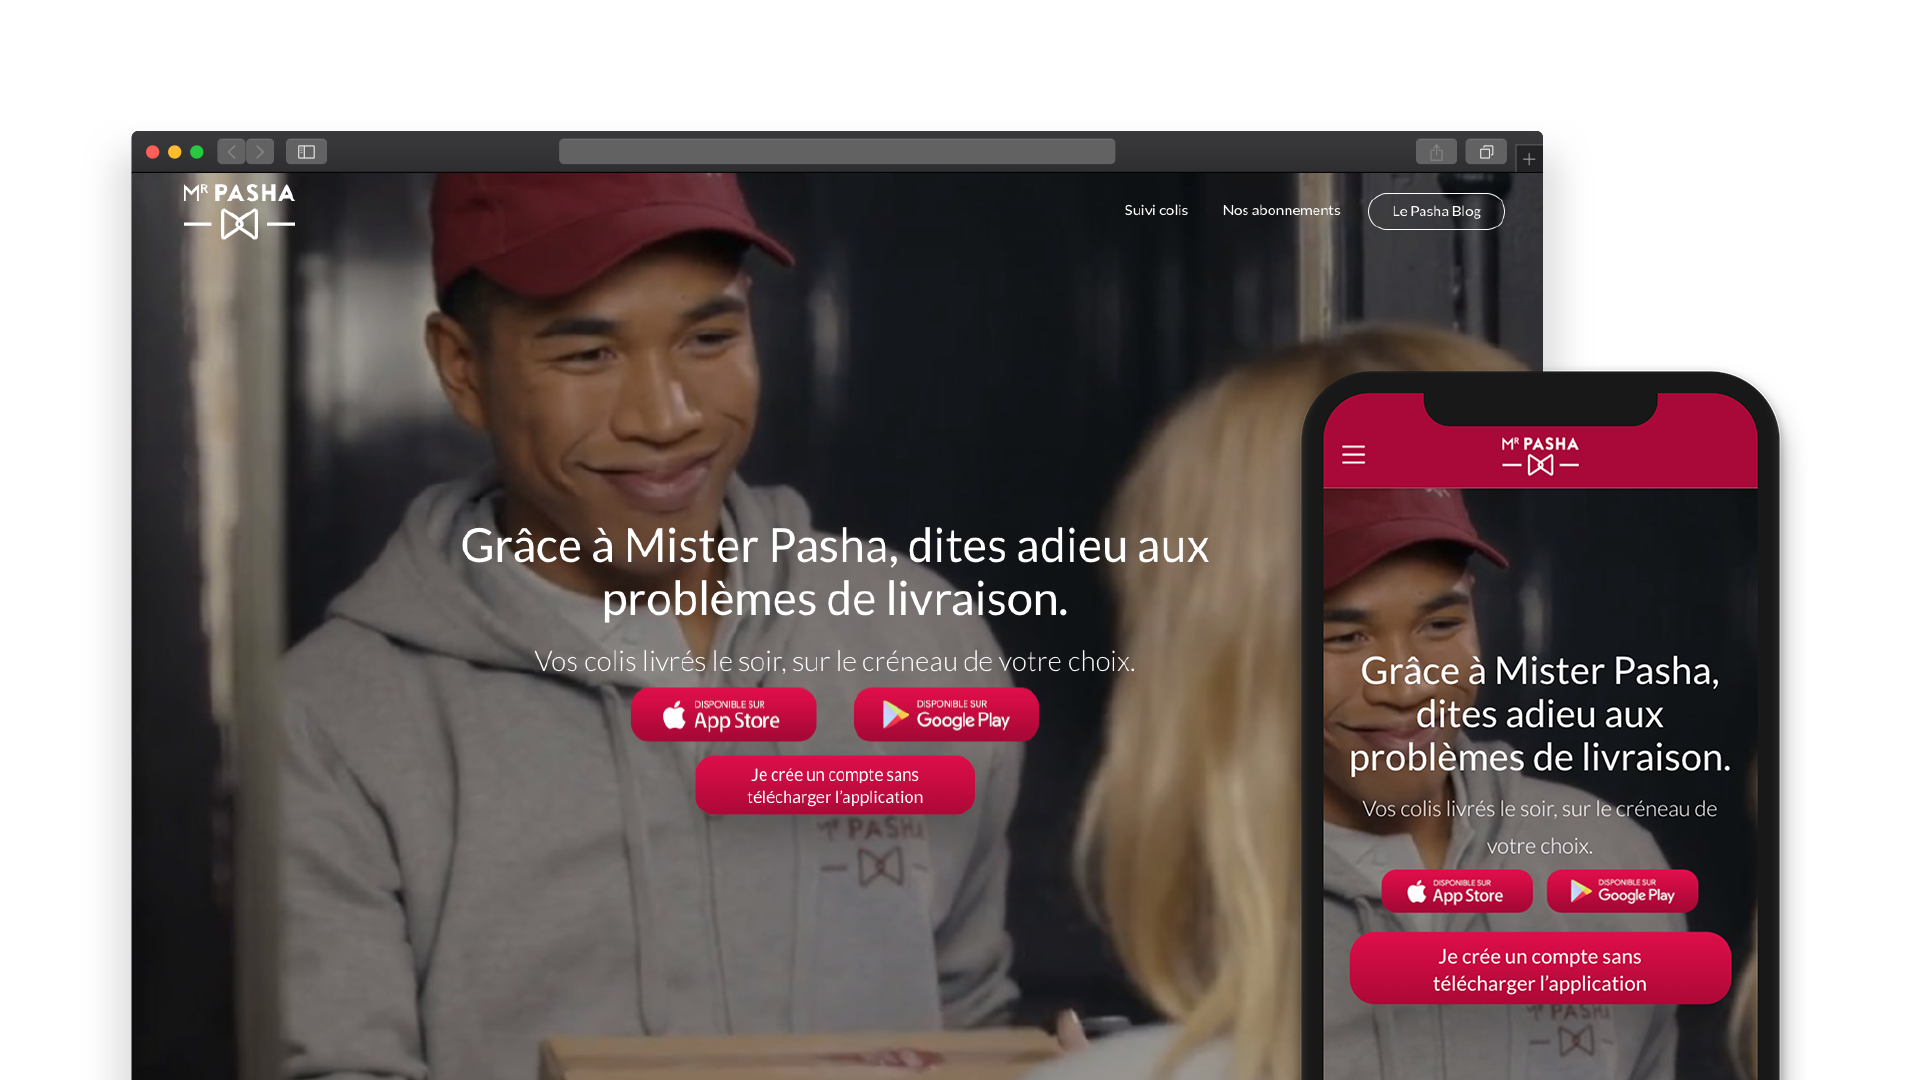 Mr PASHA
Suivi colis
Nos abonnements
Le Pasha Blog
Grâce à Mister Pasha, dites adieu aux
problèmes de livraison.
Vos colis livrés le soir, sur le créneau de votre choix.
DISPONIBLE SUR
App Store
DISPONIBLE SUR
Google Play
Je crée un compte sans
télécharger l'application
Mr PASHA
Mr PASHA
Grâce à Mister Pasha,
dites adieu aux
problèmes de livraison.
Vos colis livrés le soir, sur le créneau de
votre choix.
DISPONIBLE SUR
App Store
DISPONIBLE SUR
Google Play
Je crée un compte sans
télécharger l'application
Mr PASHA